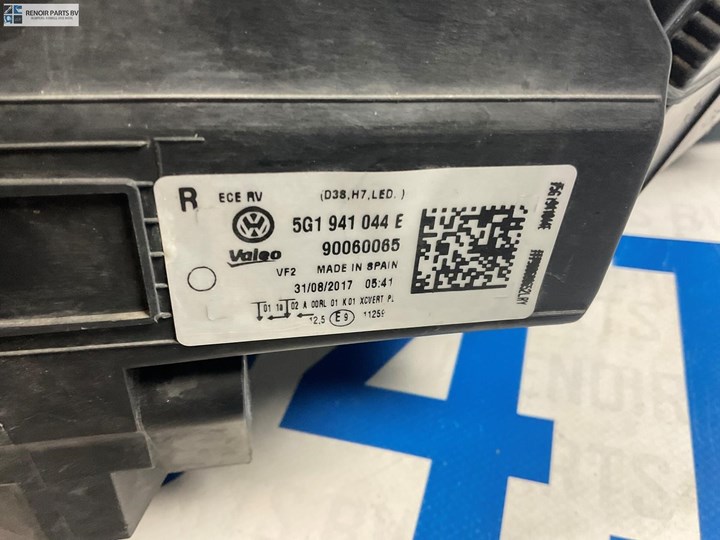 RENOIR PARTS BV
R ECE RV (D3S,H7,LED. )
5G1 941 044 E
Valeo 90060065
VF2 MADE IN SPAIN
31/08/2017 05:41
01 1a 02 A 00RL 01 K 01 XCVERT PL
12,5 E9 11259